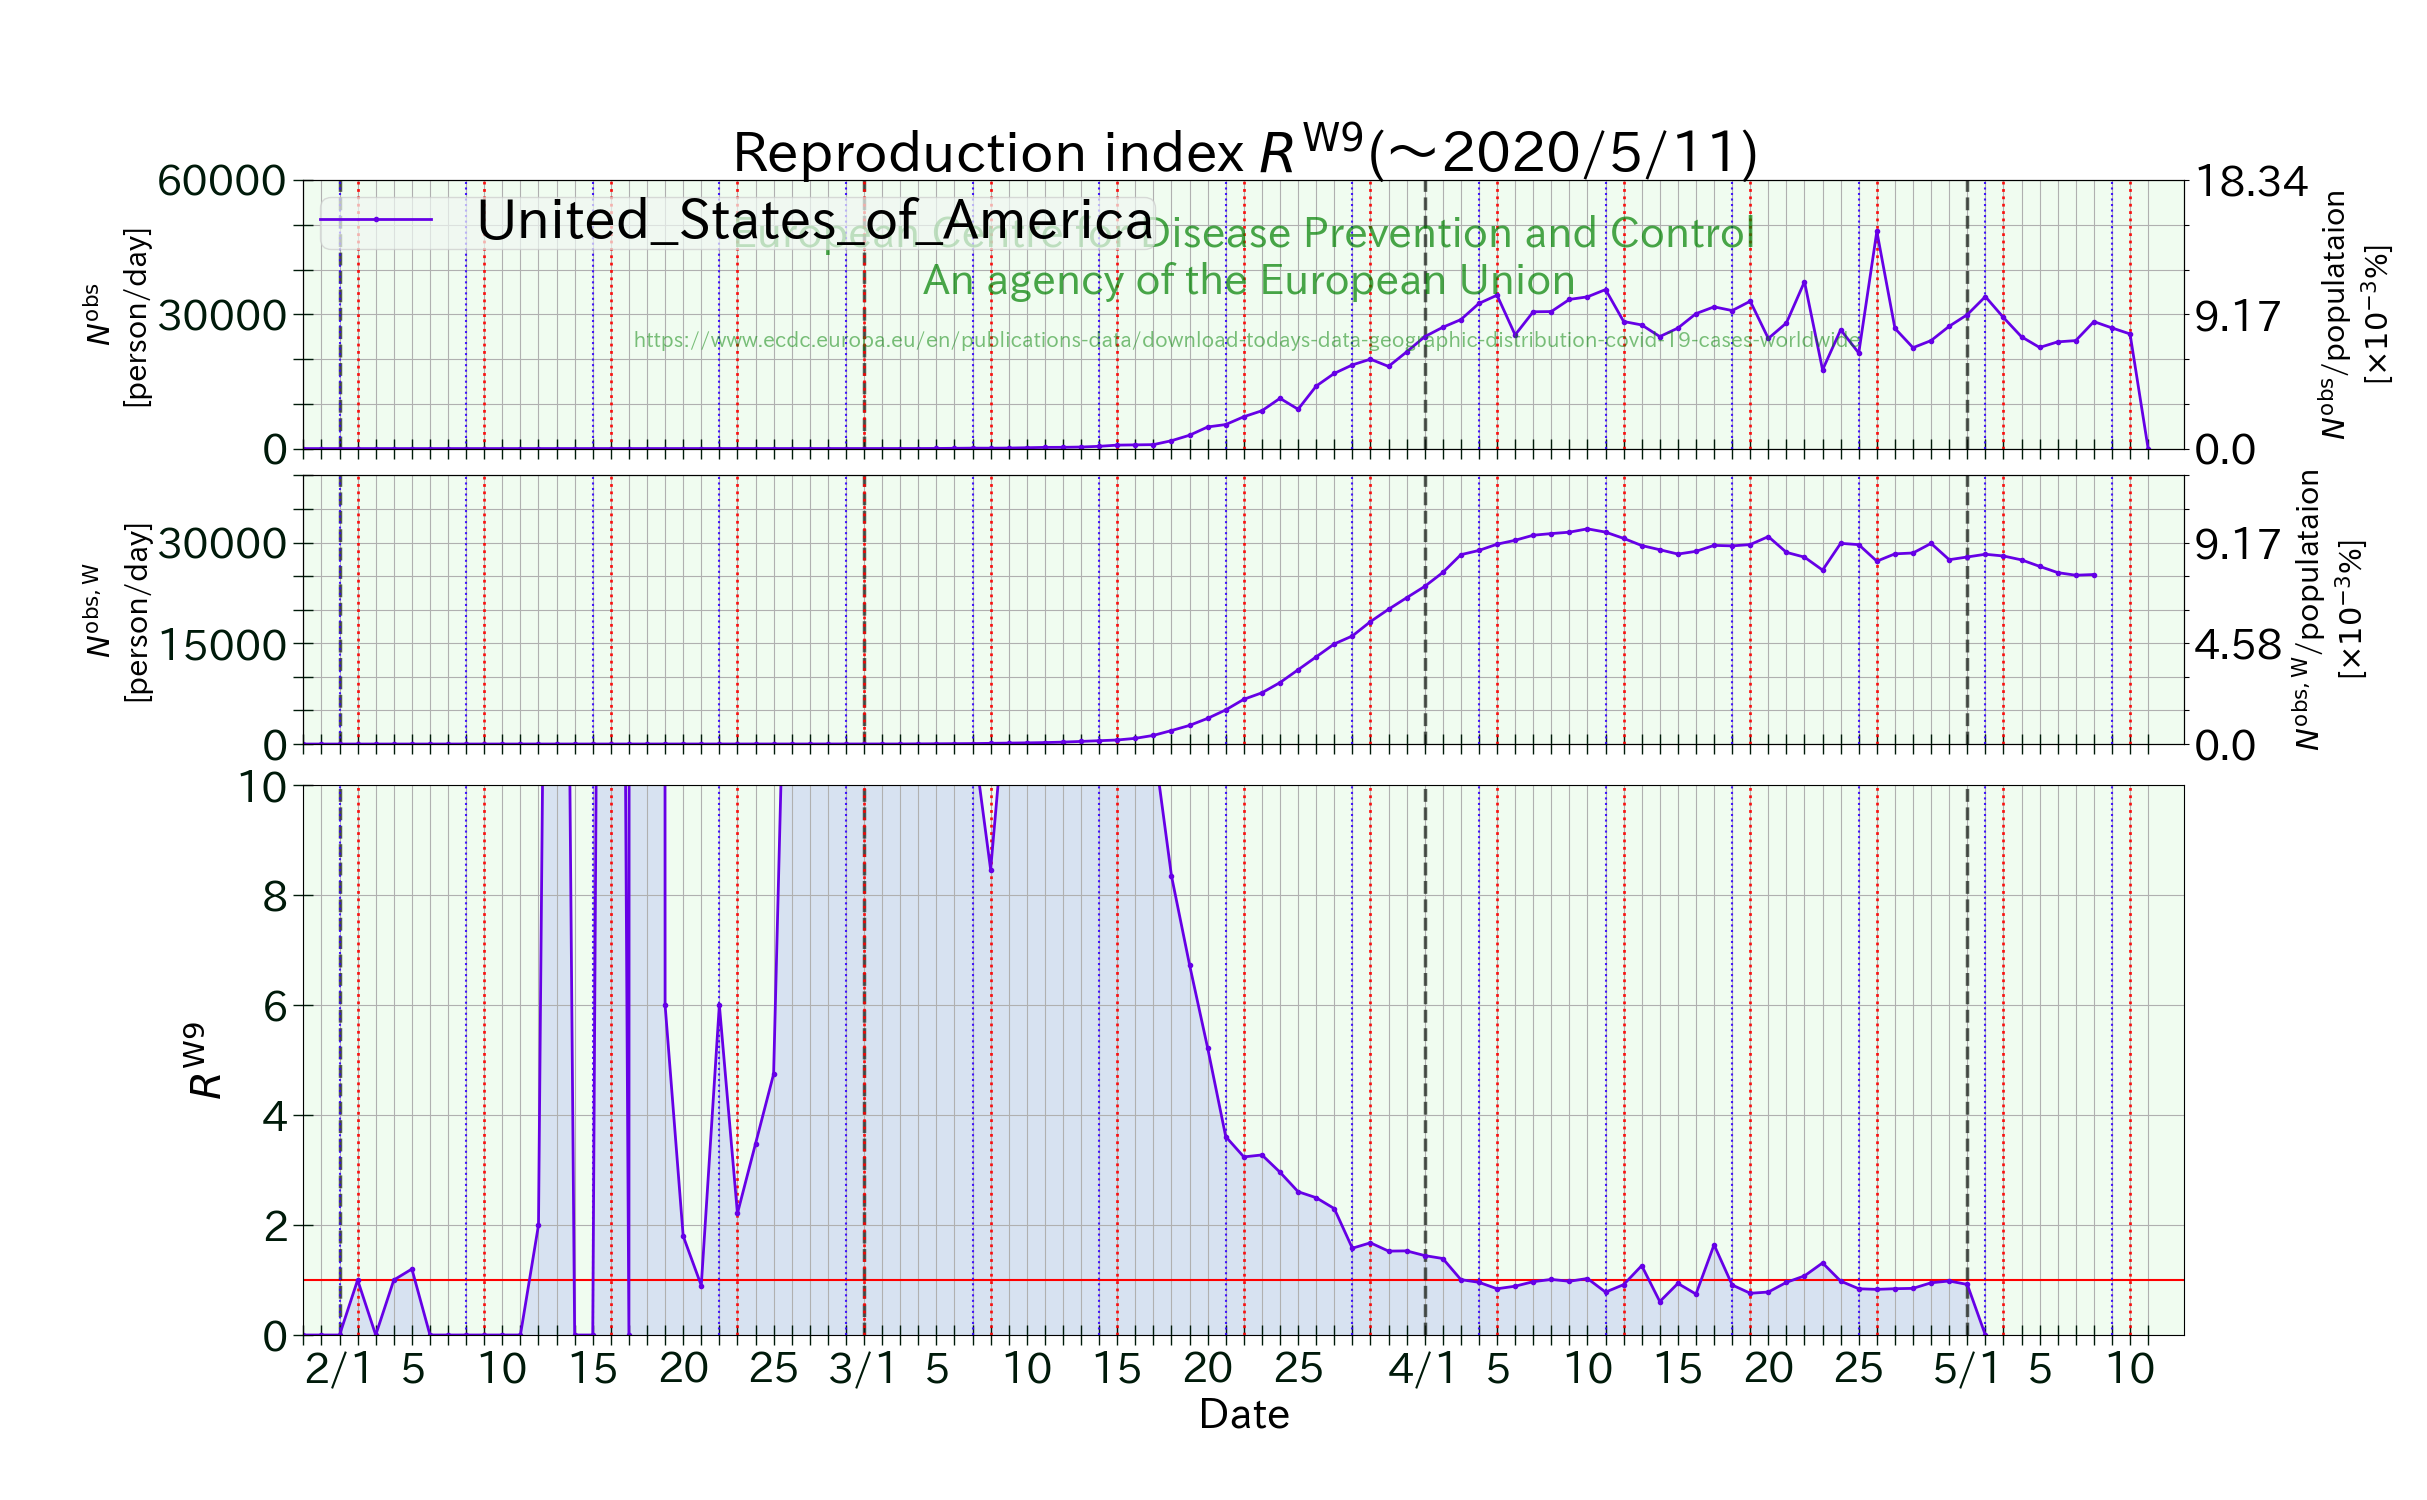 Reproduction index R^W9(～2020/5/11)
United_States_of_America
European Centre for Disease Prevention and Control
An agency of the European Union
https://www.ecdc.europa.eu/en/publications-data/download-todays-data-geographic-distribution-covid-19-cases-worldwide
N^obs
[person/day]
60000
30000
0
18.34
9.17
0.0
N^obs/populataion
[×10^−3%]
N^obs, W
[person/day]
30000
15000
0
9.17
4.58
0.0
N^obs, W/populataion
[×10^−3%]
R^W9
10
8
6
4
2
0
2/1 5 10 15 20 25 3/1 5 10 15 20 25 4/1 5 10 15 20 25 5/1 5 10
Date